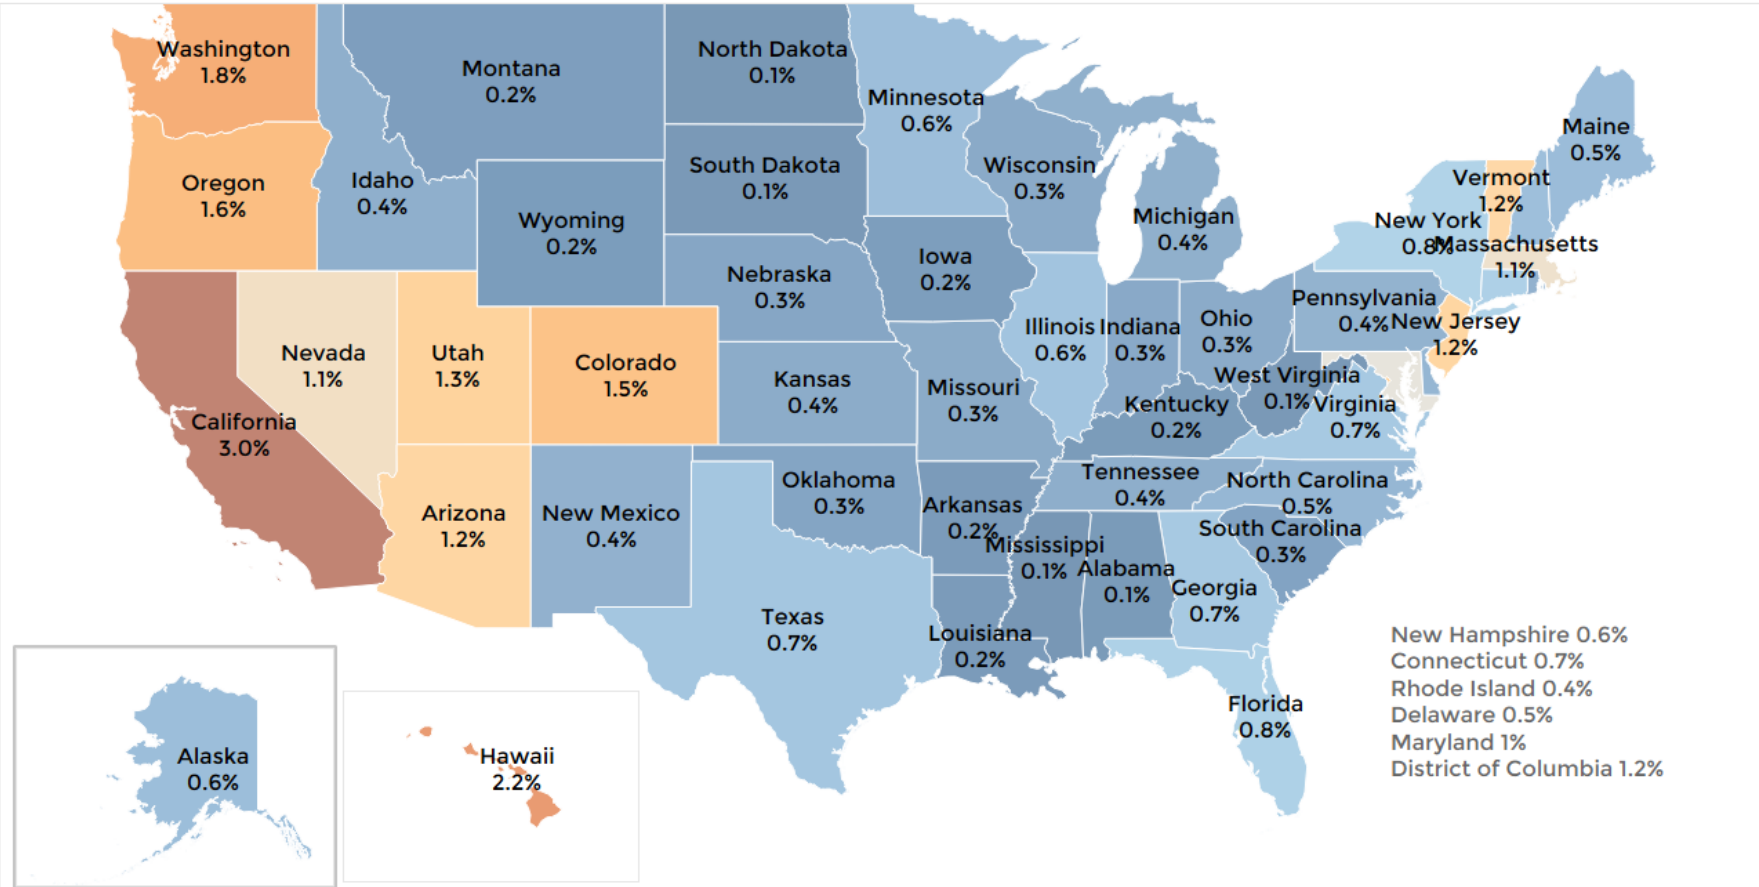 Washington
1.8%
Montana
0.2%
North Dakota
0.1%
Minnesota
0.6%
Maine
0.5%
Oregon
1.6%
Idaho
0.4%
Wyoming
0.2%
South Dakota
0.1%
Wisconsin
0.3%
Michigan
0.4%
Vermont
1.2%
New York
0.8%
Massachusetts
1.1%
Iowa
0.2%
Nebraska
0.3%
Pennsylvania
0.4%
New Jersey
1.2%
Illinois
0.6%
Indiana
0.3%
Ohio
0.3%
Nevada
1.1%
Utah
1.3%
Colorado
1.5%
Kansas
0.4%
Missouri
0.3%
West Virginia
0.1%
Kentucky
0.2%
Virginia
0.7%
California
3.0%
Arizona
1.2%
New Mexico
0.4%
Oklahoma
0.3%
Arkansas
0.2%
Tennessee
0.4%
North Carolina
0.5%
South Carolina
0.3%
Mississippi
0.1%
Alabama
0.1%
Georgia
0.7%
Texas
0.7%
Louisiana
0.2%
Florida
0.8%
Alaska
0.6%
Hawaii
2.2%
New Hampshire 0.6%
Connecticut 0.7%
Rhode Island 0.4%
Delaware 0.5%
Maryland 1%
District of Columbia 1.2%